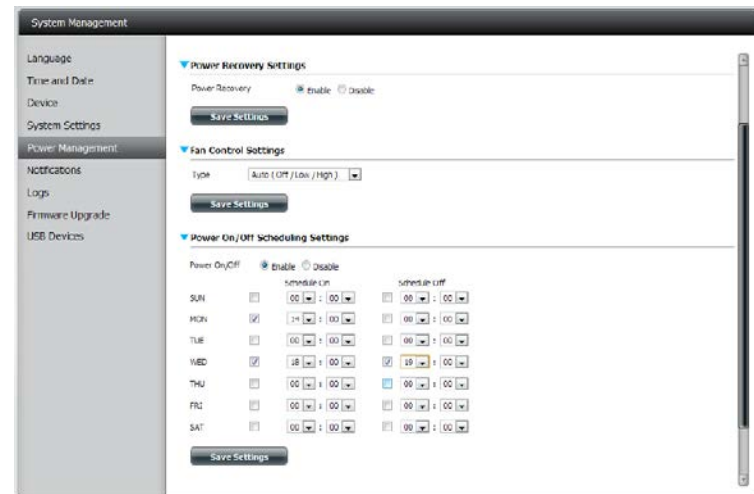 System Management
Language
Time and Date
Device
System Settings
Power Management
Notifications
Logs
Firmware Upgrade
USB Devices
Power Recovery Settings
Power Recovery Enable Disable
Save Settings
Fan Control Settings
Type Auto ( Off / Low / High )
Save Settings
Power On/Off Scheduling Settings
Power On/Off Enable Disable
Schedule On Schedule Off
SUN 00 : 00 00 : 00
MON : 00 00 : 00
TUE 00 : 00 00 : 00
WED 18 : 00 19 : 00
THU 00 : 00 00 : 00
FRI 00 : 00 00 : 00
SAT 00 : 00 00 : 00
Save Settings